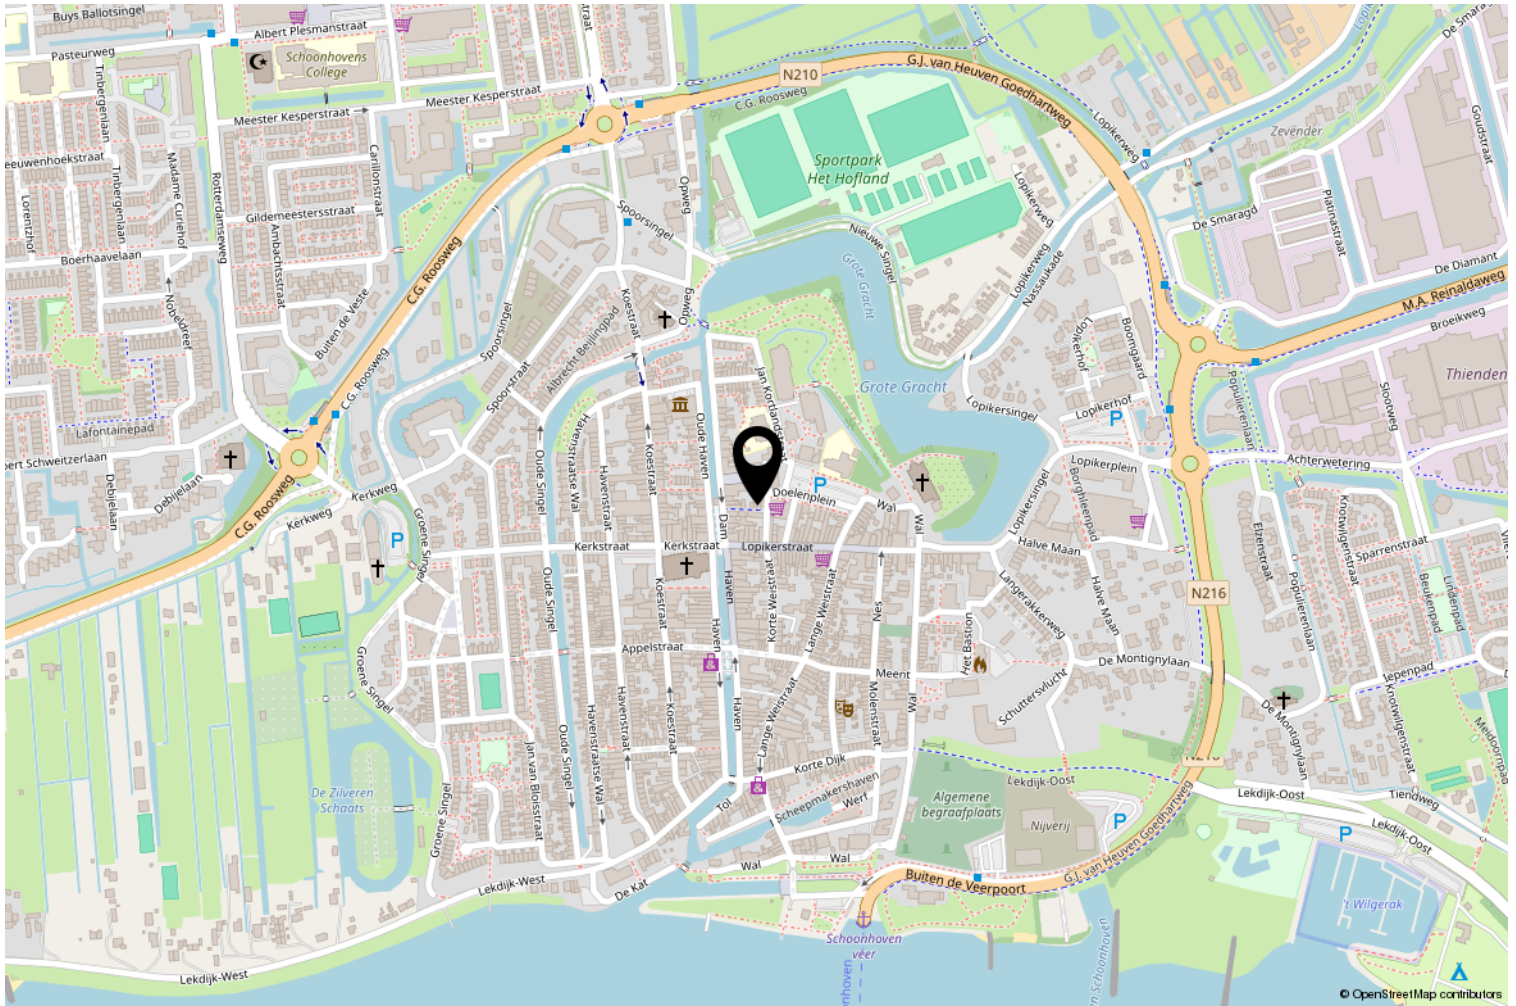 Buys Ballotsingel
Albert Plesmanstraat
Pasteurweg
Schoonhovens
College
Tinbergenlaan
Meester Kesperstraat
Meester Kesperstraat
N210
G.J. van Heuven Goedhartweg
C.G. Roosweg
De Smaragd
Goudstraat
Lopikerweg
Zevender
Sportpark
Het Hofland
eeuwenhoekstraat
Tinbergenlaan
Madame Curiehof
Carillonstraat
Lorentzhof
Rotterdamseweg
Gildemeestersstraat
Ambachtsstraat
Boerhaavelaan
Nobeldreef
Buiten de Veste
C.G. Roosweg
Spoorsingel
Opweg
Nieuwe Singel
Grote Gracht
Lopikerweg
Lopikerweg
Nassaukade
De Smaragd
Platinastraat
De Diamant
M.A. Reinaldaweg
Broeikweg
Koestraat
Opweg
Spoorsingel
Albrecht Beijlingpad
Spoorstraat
C.G. Roosweg
Jan Kortlandstraat
Grote Gracht
Lopikersingel
Lopikerhof
Boomgaard
Lopikerhof
P
Populierenlaan
Slootweg
Thienden
Lafontainepad
bert Schweitzerlaan
Debijelaan
Debijelaan
C.G. Roosweg
Kerkweg
Kerkweg
P
Groene Singel
Oude Singel
Havenstraatse Wal
Havenstraat
Koestraat
Oude Haven
Dam
Doelenplein
P
Wal
Wal
Lopikersingel
Lopikerplein
Borghleenpad
Achterwetering
Kerkstraat
Kerkstraat
Lopikerstraat
Halve Maan
Halve Maan
Langerakkerweg
Elzenstraat
Knotwilgenstraat
Sparrenstraat
Populierenlaan
Beukenpad
Lindenpad
N216
Oude Singel
Koestraat
Haven
Haven
Korte Weistraat
Lange Weistraat
Nes
Het Bastion
Appelstraat
Meent
De Montignylaan
Iepenpad
Groene Singel
Schuttersvlucht
De Montignylaan
Knotwilgenstraat
Meidoornpad
Havenstraat
Koestraat
Haven
Lange Weistraat
Molenstraat
Wal
Oude Singel
Havenstraatse Wal
Jan van Bloisstraat
De Zilveren
Schaats
Groene Singel
Korte Dijk
Tol
Scheepmakershaven
Werf
Lekdijk-Oost
Algemene
begraafplaats
Nijverij
P
Lekdijk-Oost
Tiendweg
Lekdijk-Oost
P
Wal
Wal
Lekdijk-West
De Kat
Buiten de Veerpoort
G.J. van Heuven Goedhartweg
't Wilgerak
Schoonhoven
veer
Lekdijk-West
© OpenStreetMap contributors